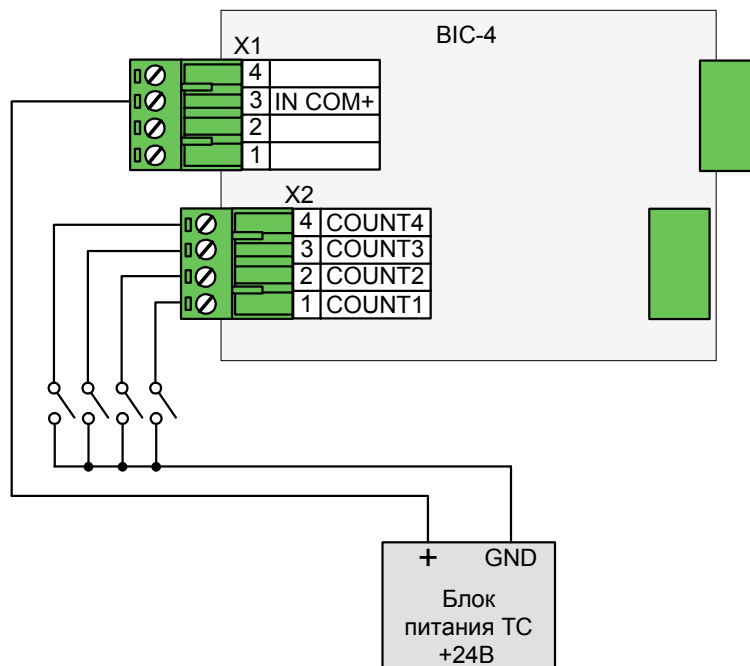 BIC-4
X1
4
3 IN COM+
2
1
X2
4 COUNT4
3 COUNT3
2 COUNT2
1 COUNT1
+ GND
Блок
питания ТС
+24В